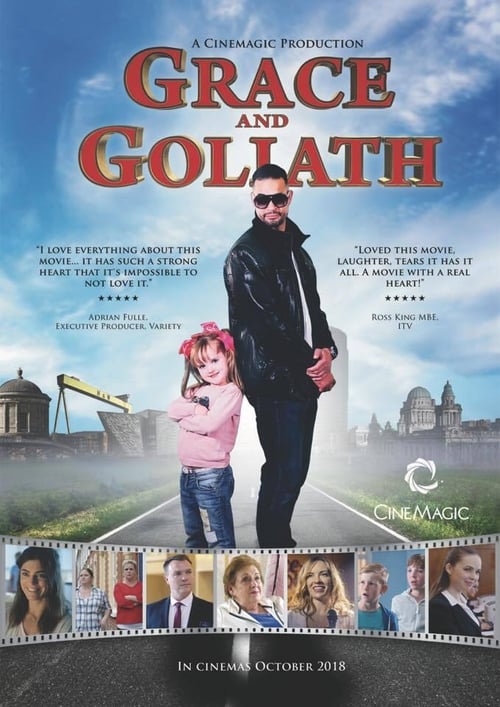 A Cinemagic Production
Grace
and
Goliath
"I love everything about this
movie... it has such a strong
heart that it's impossible to
not love it."
★★★★★
Adrian Fulle,
Executive Producer, Variety
"Loved this movie,
laughter, tears it has it
all. A movie with a real
heart!"
★★★★★
Ross King MBE,
ITV
CineMagic
In cinemas October 2018